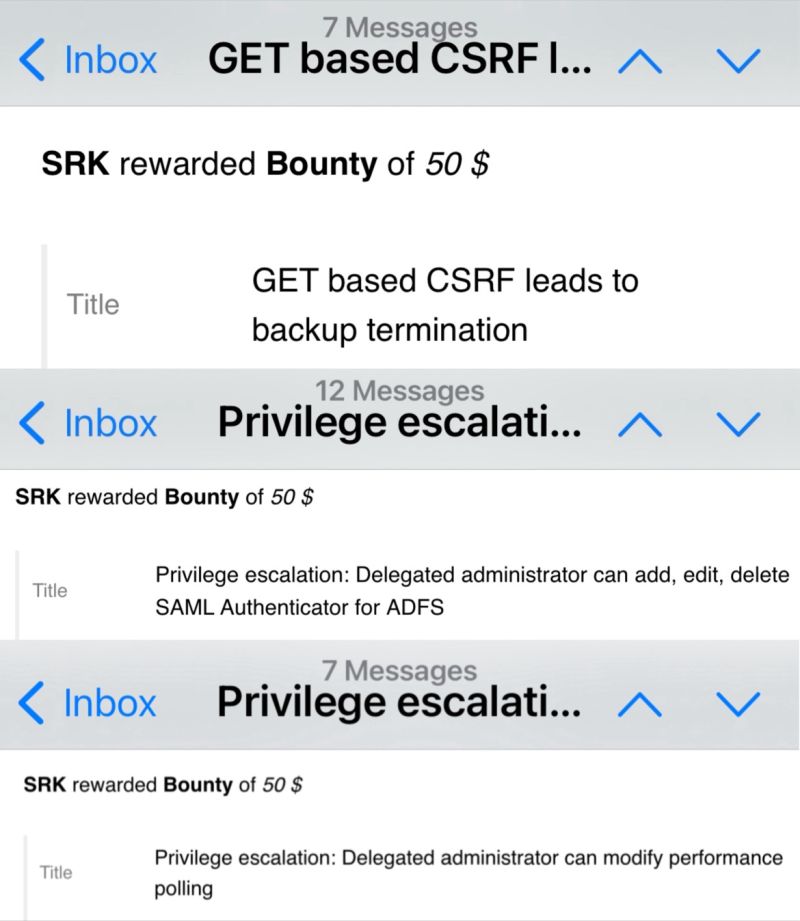 7 Messages
Inbox GET based CSRF l...
SRK rewarded Bounty of 50 $
Title
GET based CSRF leads to
backup termination
12 Messages
Inbox Privilege escalati...
SRK rewarded Bounty of 50 $
Title
Privilege escalation: Delegated administrator can add, edit, delete
SAML Authenticator for ADFS
7 Messages
Inbox Privilege escalati...
SRK rewarded Bounty of 50 $
Title
Privilege escalation: Delegated administrator can modify performance
polling